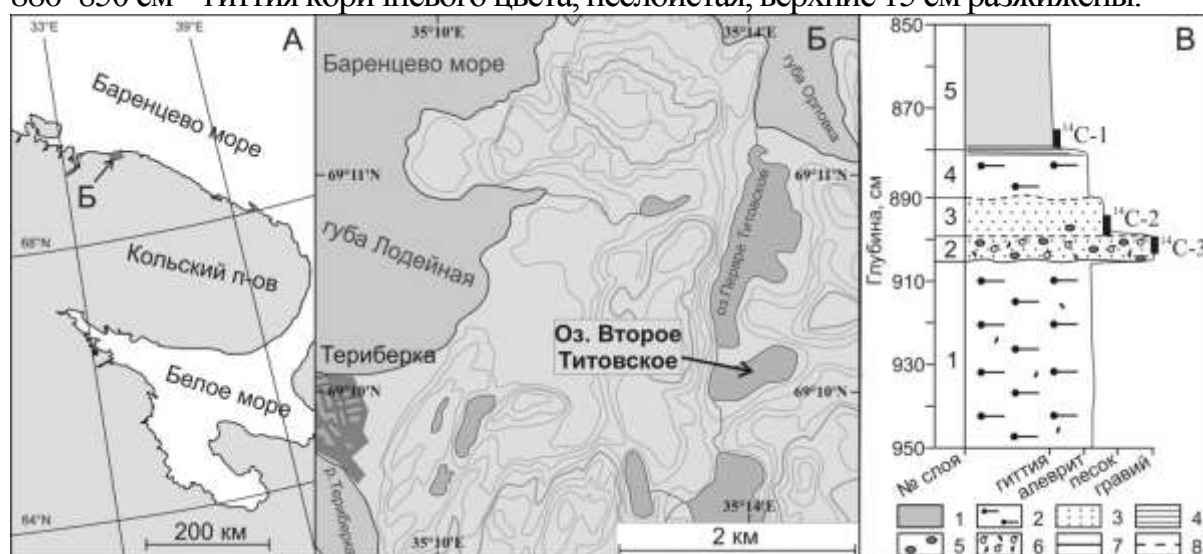 880–850 см – гиттия коричневого цвета, неслоистая, верхние 15 см разжижены.
33°E
39°E
А
Баренцево море
Б
68°N
Кольский п-ов
Белое море
64°N
200 км
35°10'E
35°14'E
Б
Баренцево море
губа Орловка
69°11'N
69°11'N
губа Лодейная
оз. Первое Титовское
Оз. Второе
Титовское
Териберка
69°10'N
69°10'N
р. Териберка
35°10'E
35°14'E
2 км
В
Глубина, см
850
870
890
910
930
950
5
4
3
2
1
¹⁴C-1
¹⁴C-2
¹⁴C-3
№ слоя
гиттия
алеврит
песок
гравий
1 2 3 4
5 6 7 8